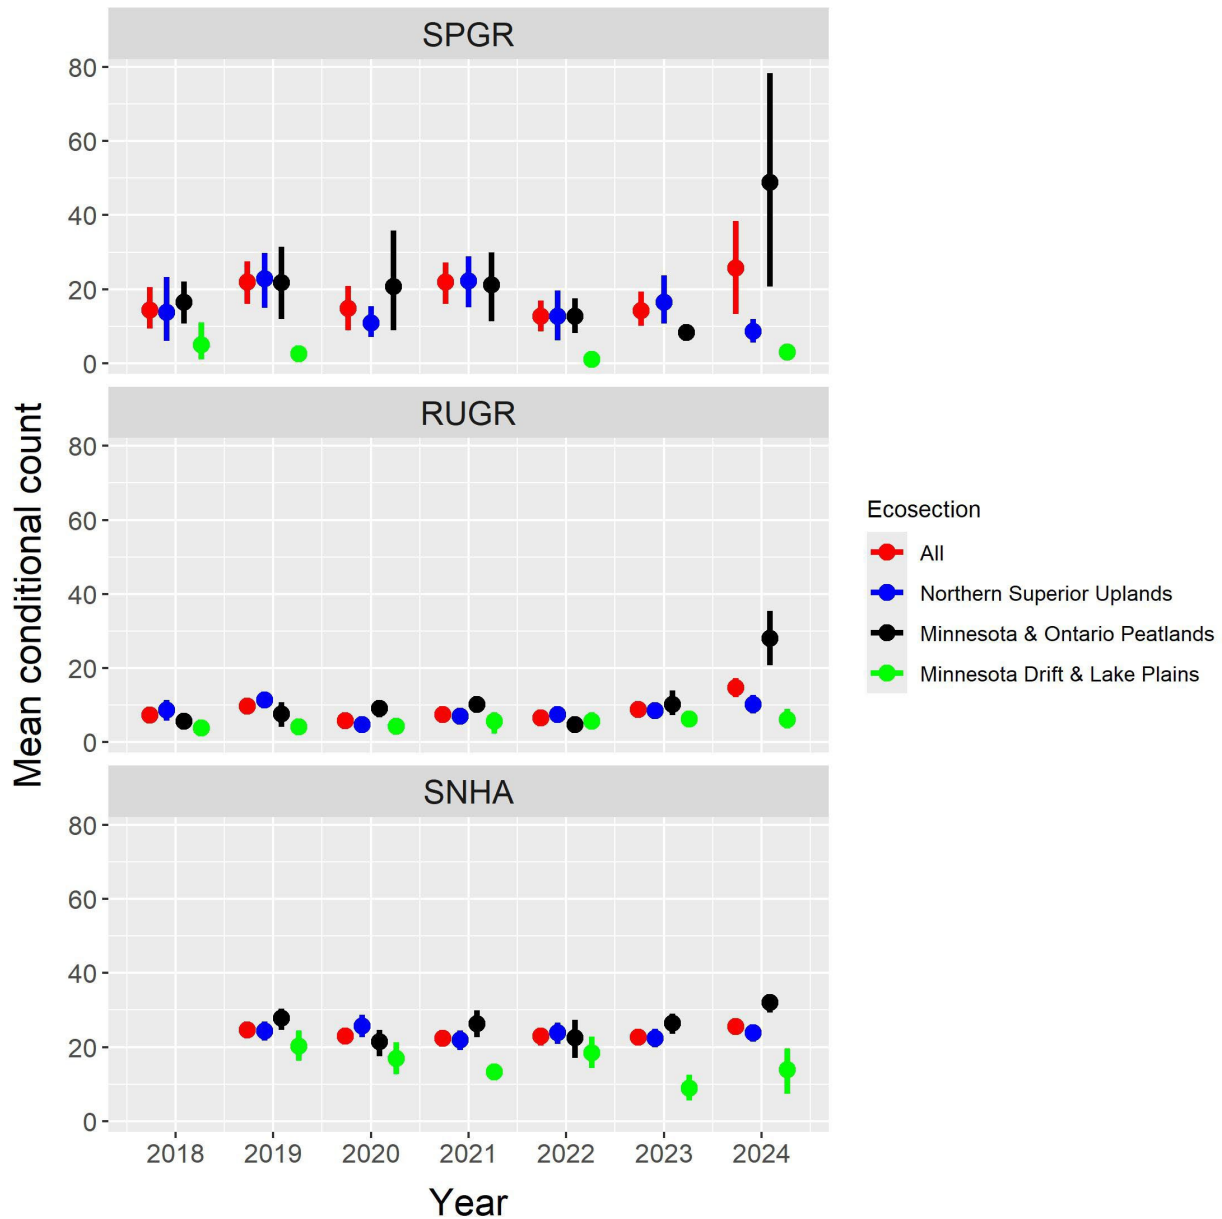 SPGR
80
60
40
20
0
RUGR
80
60
40
20
0
SNHA
80
60
40
20
0
Mean conditional count
2018 2019 2020 2021 2022 2023 2024
Year
Ecosection
All
Northern Superior Uplands
Minnesota & Ontario Peatlands
Minnesota Drift & Lake Plains